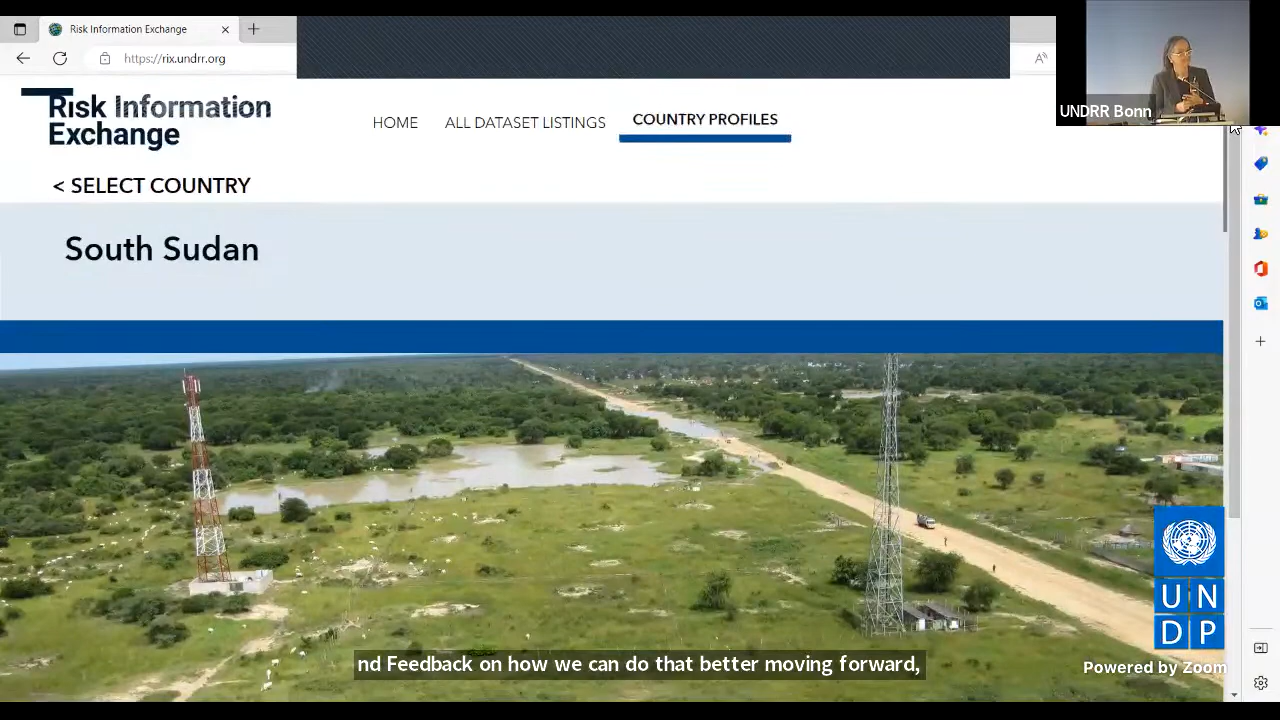 Risk Information Exchange
https://rix.undrr.org
UNDRR Bonn
Risk Information
Exchange
HOME
ALL DATASET LISTINGS
COUNTRY PROFILES
< SELECT COUNTRY
South Sudan
U N
D P
nd Feedback on how we can do that better moving forward,
Powered by Zoom